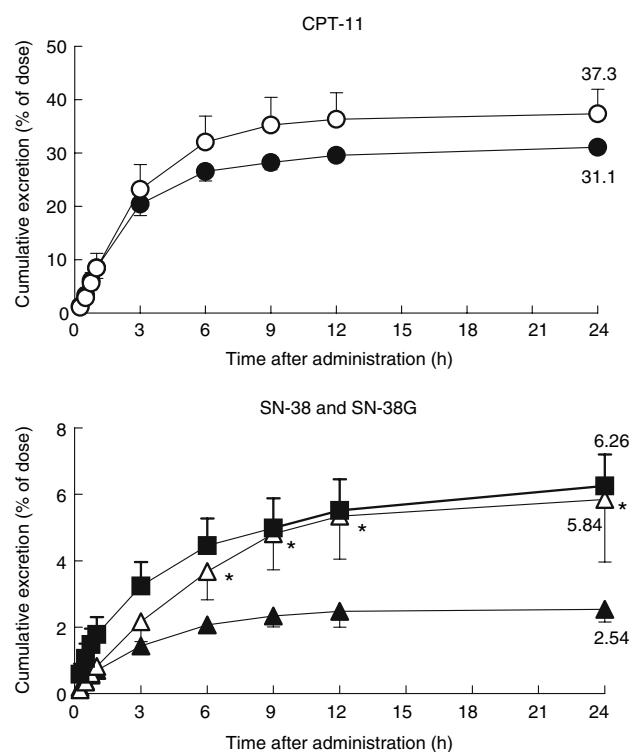 CPT-11
50
40
30
20
10
0
Cumulative excretion (% of dose)
37.3
31.1
0 3 6 9 12 15 18 21 24
Time after administration (h)
SN-38 and SN-38G
8
6
4
2
0
Cumulative excretion (% of dose)
6.26
*
5.84
*
*
*
2.54
0 3 6 9 12 15 18 21 24
Time after administration (h)